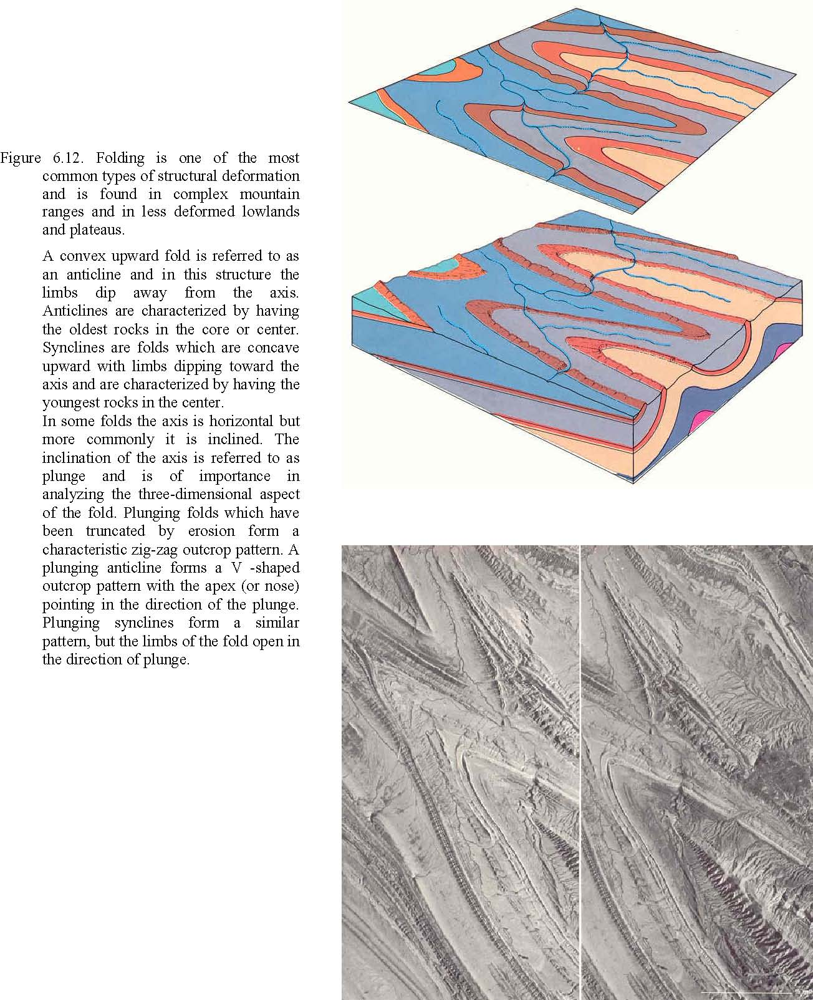 Figure 6.12. Folding is one of the most
common types of structural deformation
and is found in complex mountain
ranges and in less deformed lowlands
and plateaus.
A convex upward fold is referred to as
an anticline and in this structure the
limbs dip away from the axis.
Anticlines are characterized by having
the oldest rocks in the core or center.
Synclines are folds which are concave
upward with limbs dipping toward the
axis and are characterized by having the
youngest rocks in the center.
In some folds the axis is horizontal but
more commonly it is inclined. The
inclination of the axis is referred to as
plunge and is of importance in
analyzing the three-dimensional aspect
of the fold. Plunging folds which have
been truncated by erosion form a
characteristic zig-zag outcrop pattern. A
plunging anticline forms a V -shaped
outcrop pattern with the apex (or nose)
pointing in the direction of the plunge.
Plunging synclines form a similar
pattern, but the limbs of the fold open in
the direction of plunge.